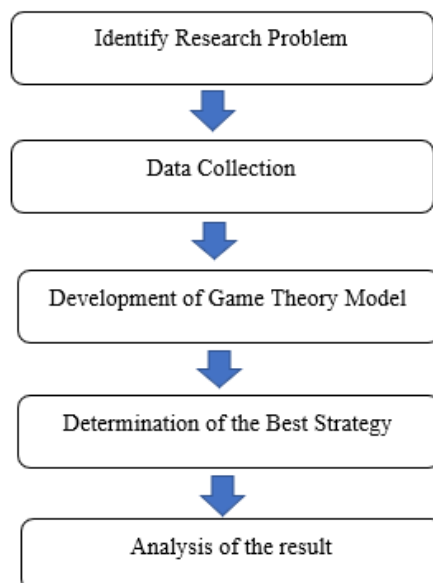 Identify Research Problem
Data Collection
Development of Game Theory Model
Determination of the Best Strategy
Analysis of the result